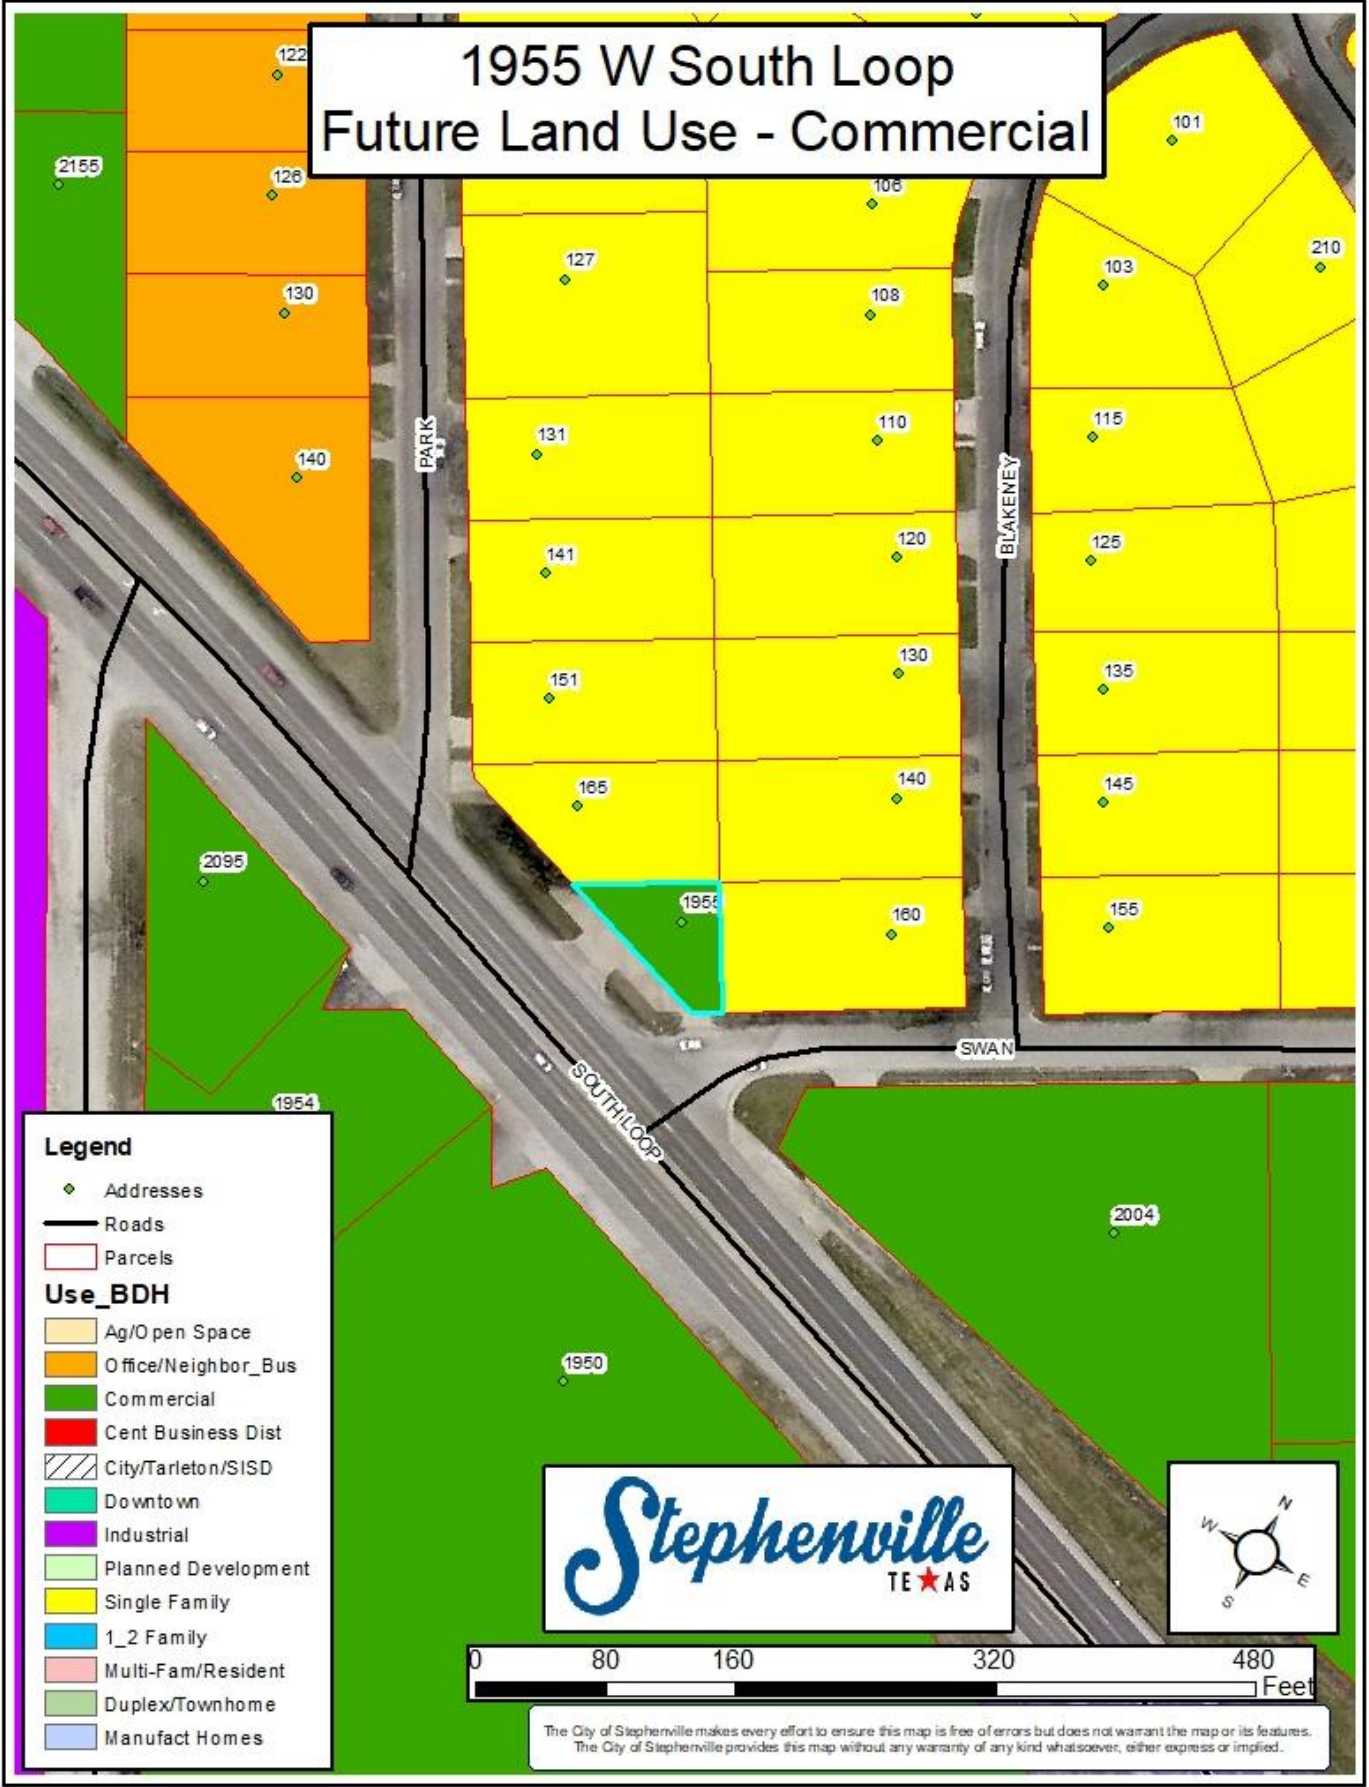 1955 W South Loop
Future Land Use - Commercial
122
2155
126
106
101
127
210
103
130
108
115
110
131
PARK
140
BLAKENEY
120
125
141
130
151
135
140
165
145
2095
1955
160
155
SWAN
SOUTH LOOP
1954
2004
1950
Legend
Addresses
Roads
Parcels
Use_BDH
Ag/Open Space
Office/Neighbor_Bus
Commercial
Cent Business Dist
City/Tarleton/SISD
Downtown
Industrial
Planned Development
Single Family
1_2 Family
Multi-Fam/Resident
Duplex/Townhome
Manufact Homes
Stephenville
TEXAS
N
W
E
S
0 80 160 320 480
Feet
The City of Stephenville makes every effort to ensure this map is free of errors but does not warrant the map or its features.
The City of Stephenville provides this map without any warranty of any kind whatsoever, either express or implied.